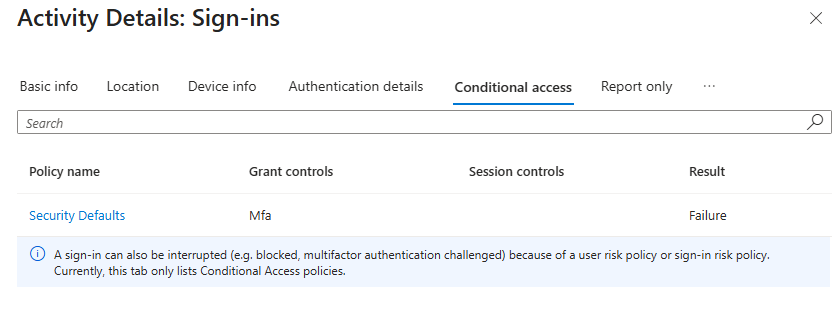 Activity Details: Sign-ins
Basic info Location Device info Authentication details Conditional access Report only ...
Search
Policy name Grant controls Session controls Result
Security Defaults Mfa Failure
A sign-in can also be interrupted (e.g. blocked, multifactor authentication challenged) because of a user risk policy or sign-in risk policy.
Currently, this tab only lists Conditional Access policies.